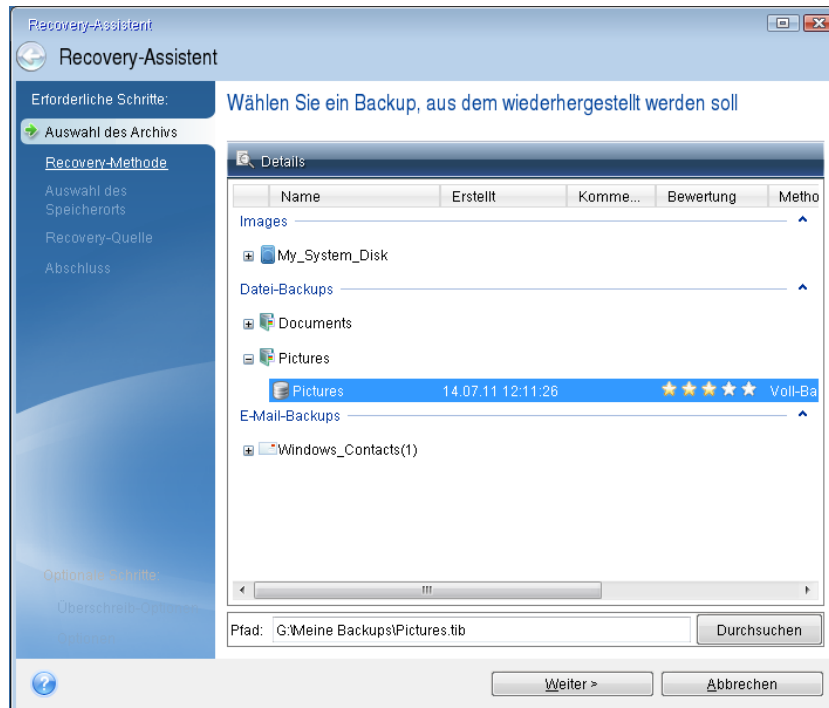 Recovery-Assistent
Recovery-Assistent
Erforderliche Schritte:
Auswahl des Archivs
Recovery-Methode
Auswahl des
Speicherorts
Recovery-Quelle
Abschluss
Optionale Schritte:
Wählen Sie ein Backup, aus dem wiederhergestellt werden soll
Details
Name Erstellt Komme... Bewertung Metho
Images
My_System_Disk
Datei-Backups
Documents
Pictures
Pictures 14.07.11 12:11:26 Voll-Ba
E-Mail-Backups
Windows_Contacts(1)
Pfad: G:\Meine Backups\Pictures.tib Durchsuchen
Weiter > Abbrechen